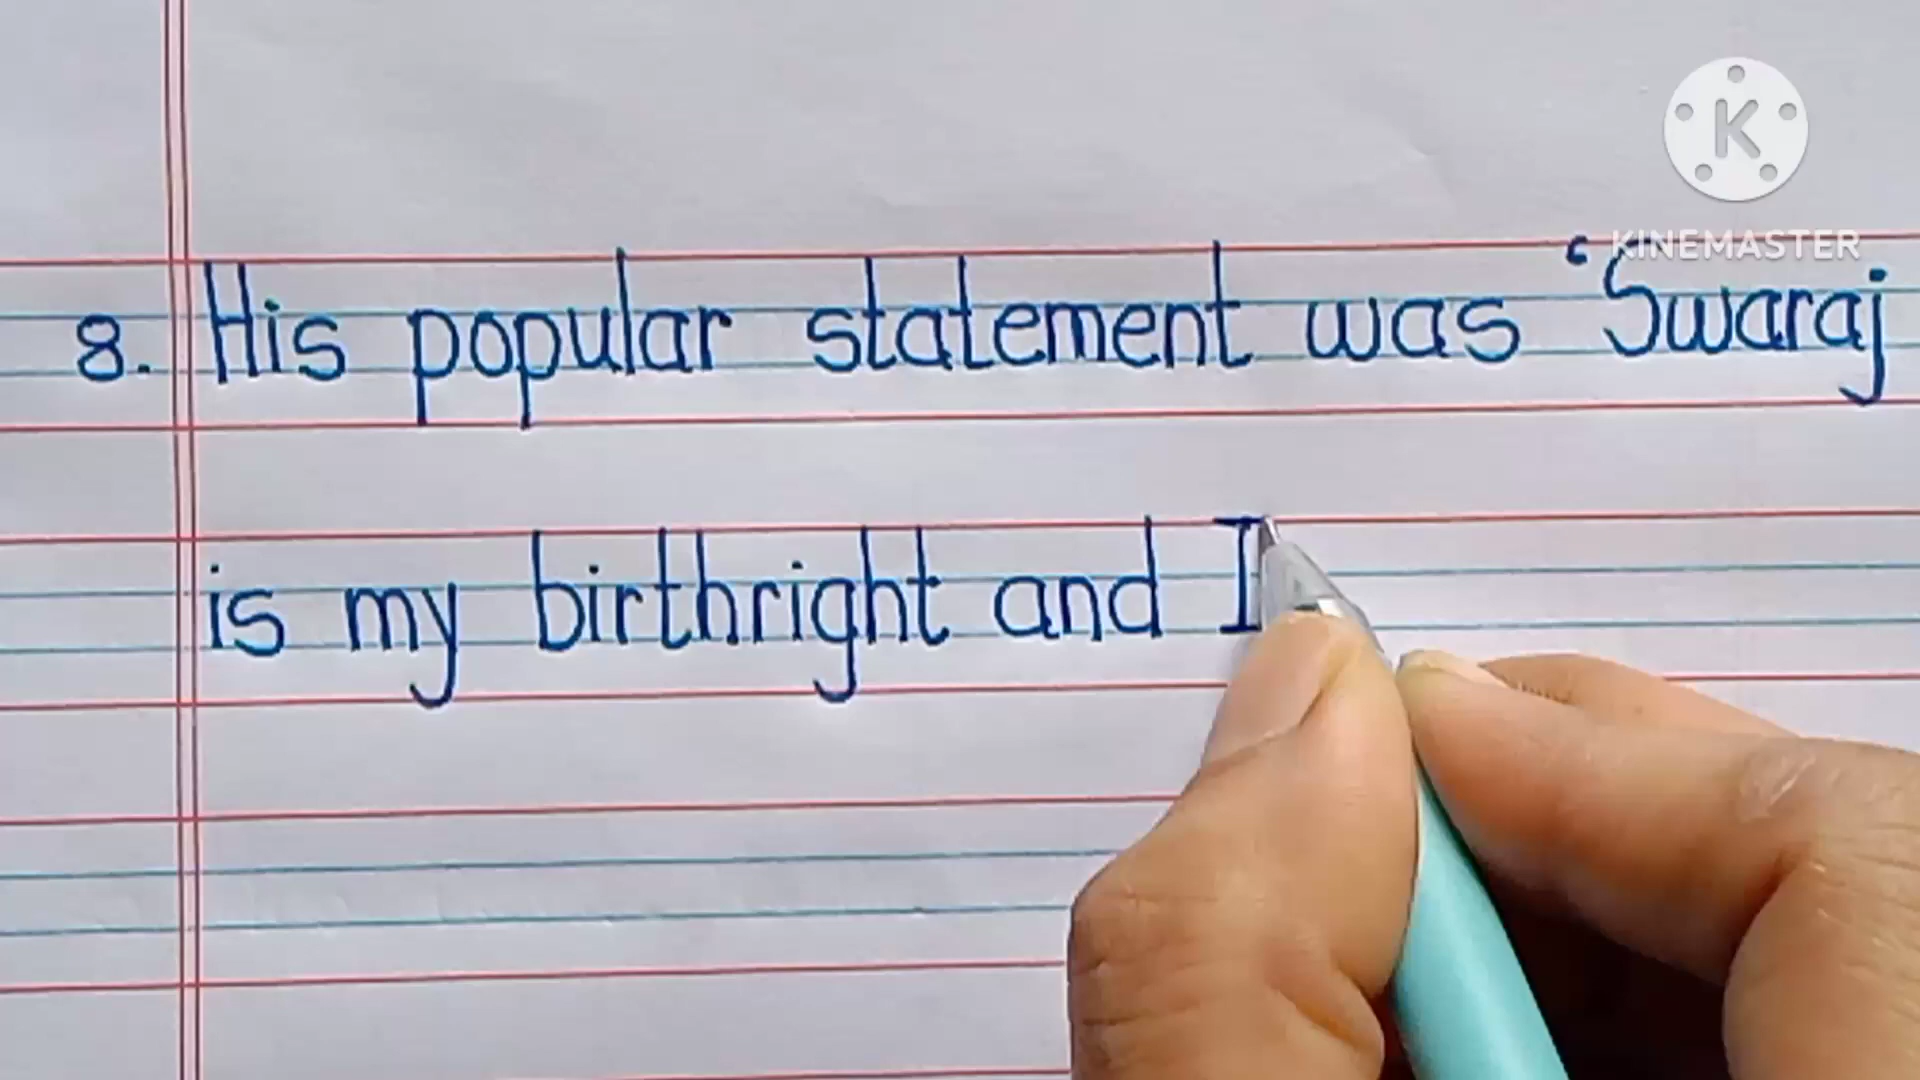 K
KINEMASTER
8. His popular statement was ‘Swaraj
is my birthright and I